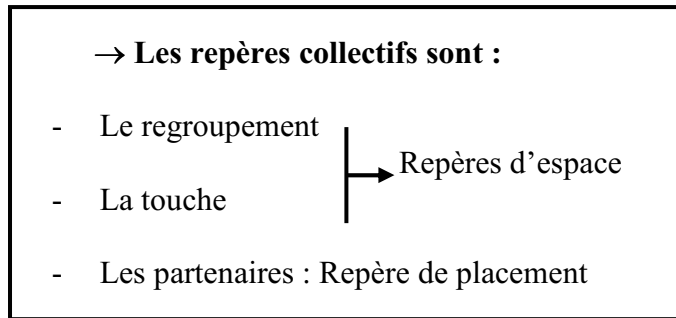 → Les repères collectifs sont :
- Le regroupement
Repères d’espace
- La touche
- Les partenaires : Repère de placement